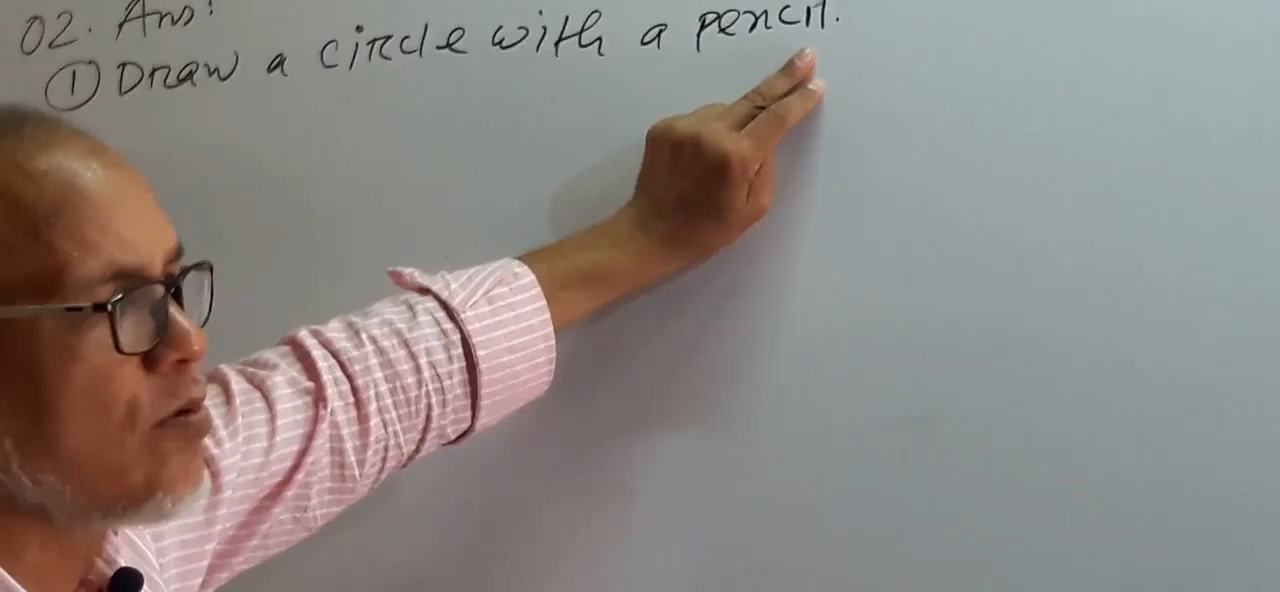 02. Ans:
① Draw a circle with a pencil.